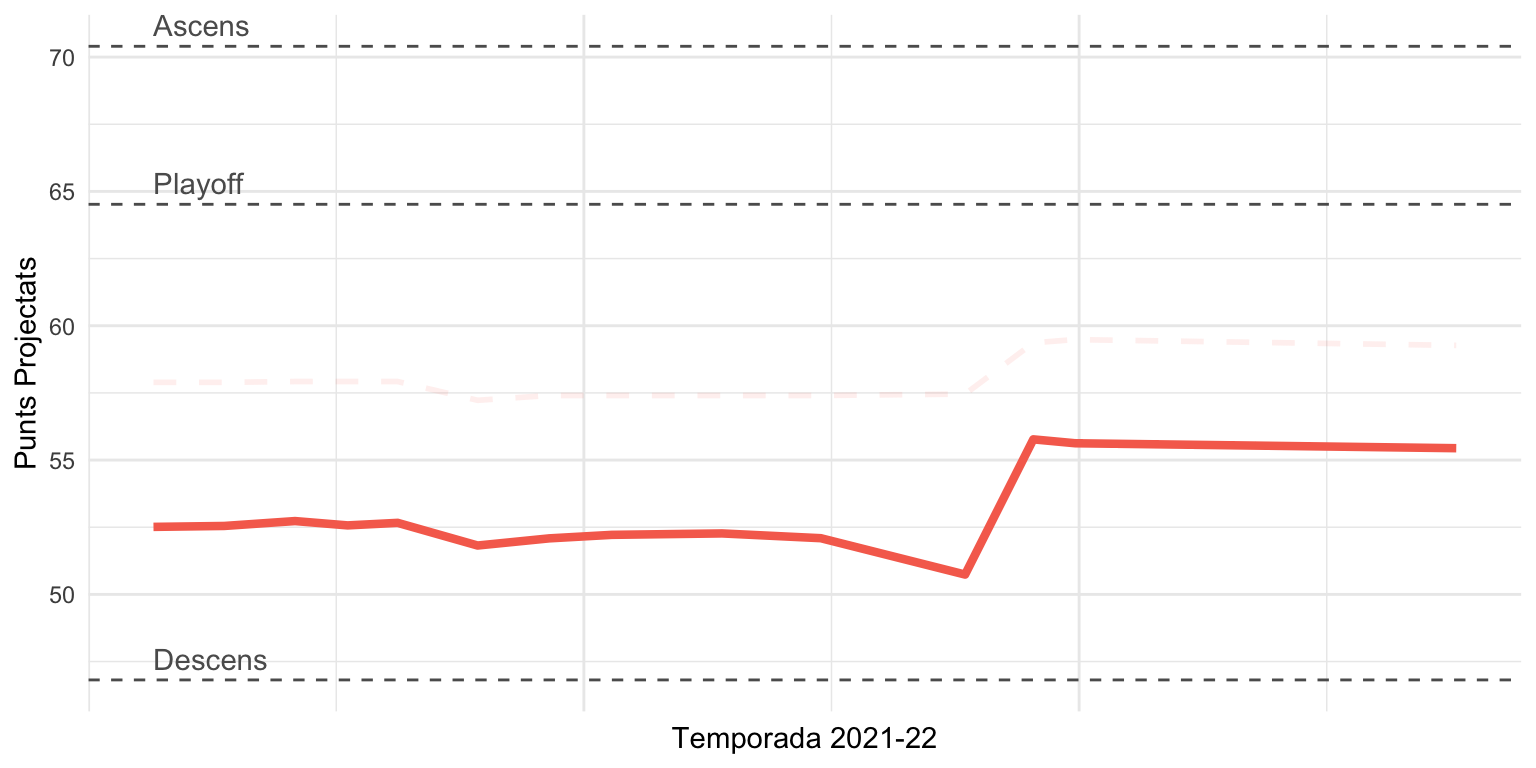 Ascens
70
Playoff
65
Punts Projectats
60
55
50
Descens
Temporada 2021-22